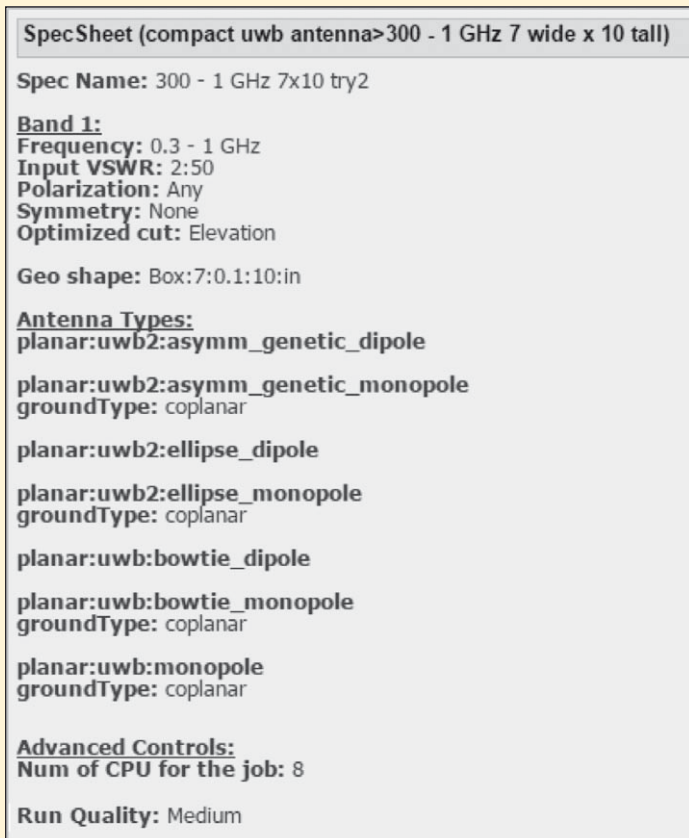 SpecSheet (compact uwb antenna>300 - 1 GHz 7 wide x 10 tall)
Spec Name: 300 - 1 GHz 7x10 try2
Band 1:
Frequency: 0.3 - 1 GHz
Input VSWR: 2:50
Polarization: Any
Symmetry: None
Optimized cut: Elevation
Geo shape: Box:7:0.1:10:in
Antenna Types:
planar:uwb2:asymm_genetic_dipole
planar:uwb2:asymm_genetic_monopole
groundType: coplanar
planar:uwb2:ellipse_dipole
planar:uwb2:ellipse_monopole
groundType: coplanar
planar:uwb:bowtie_dipole
planar:uwb:bowtie_monopole
groundType: coplanar
planar:uwb:monopole
groundType: coplanar
Advanced Controls:
Num of CPU for the job: 8
Run Quality: Medium